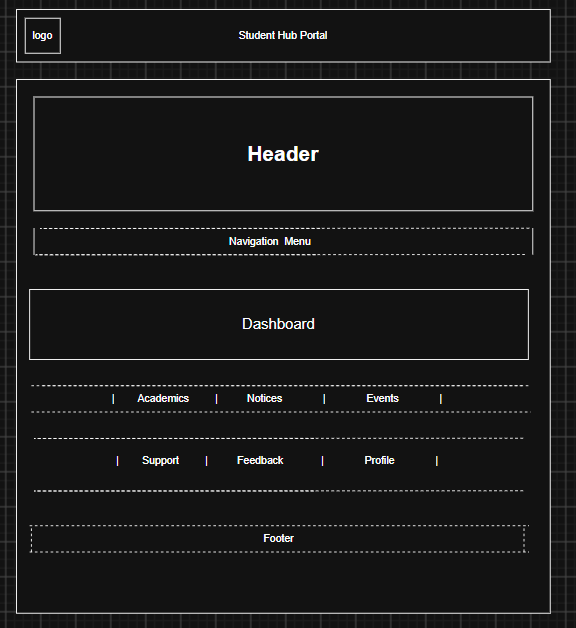 logo
Student Hub Portal
Header
Navigation Menu
Dashboard
| Academics | Notices | Events |
| Support | Feedback | Profile |
Footer